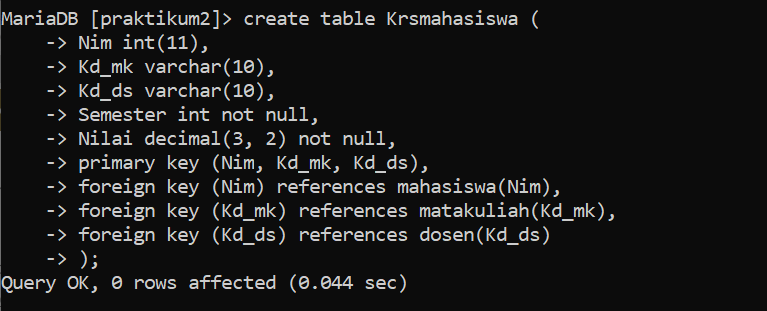 MariaDB [praktikum2]> create table Krsmahasiswa (
    -> Nim int(11),
    -> Kd_mk varchar(10),
    -> Kd_ds varchar(10),
    -> Semester int not null,
    -> Nilai decimal(3, 2) not null,
    -> primary key (Nim, Kd_mk, Kd_ds),
    -> foreign key (Nim) references mahasiswa(Nim),
    -> foreign key (Kd_mk) references matakuliah(Kd_mk),
    -> foreign key (Kd_ds) references dosen(Kd_ds)
    -> );
Query OK, 0 rows affected (0.044 sec)